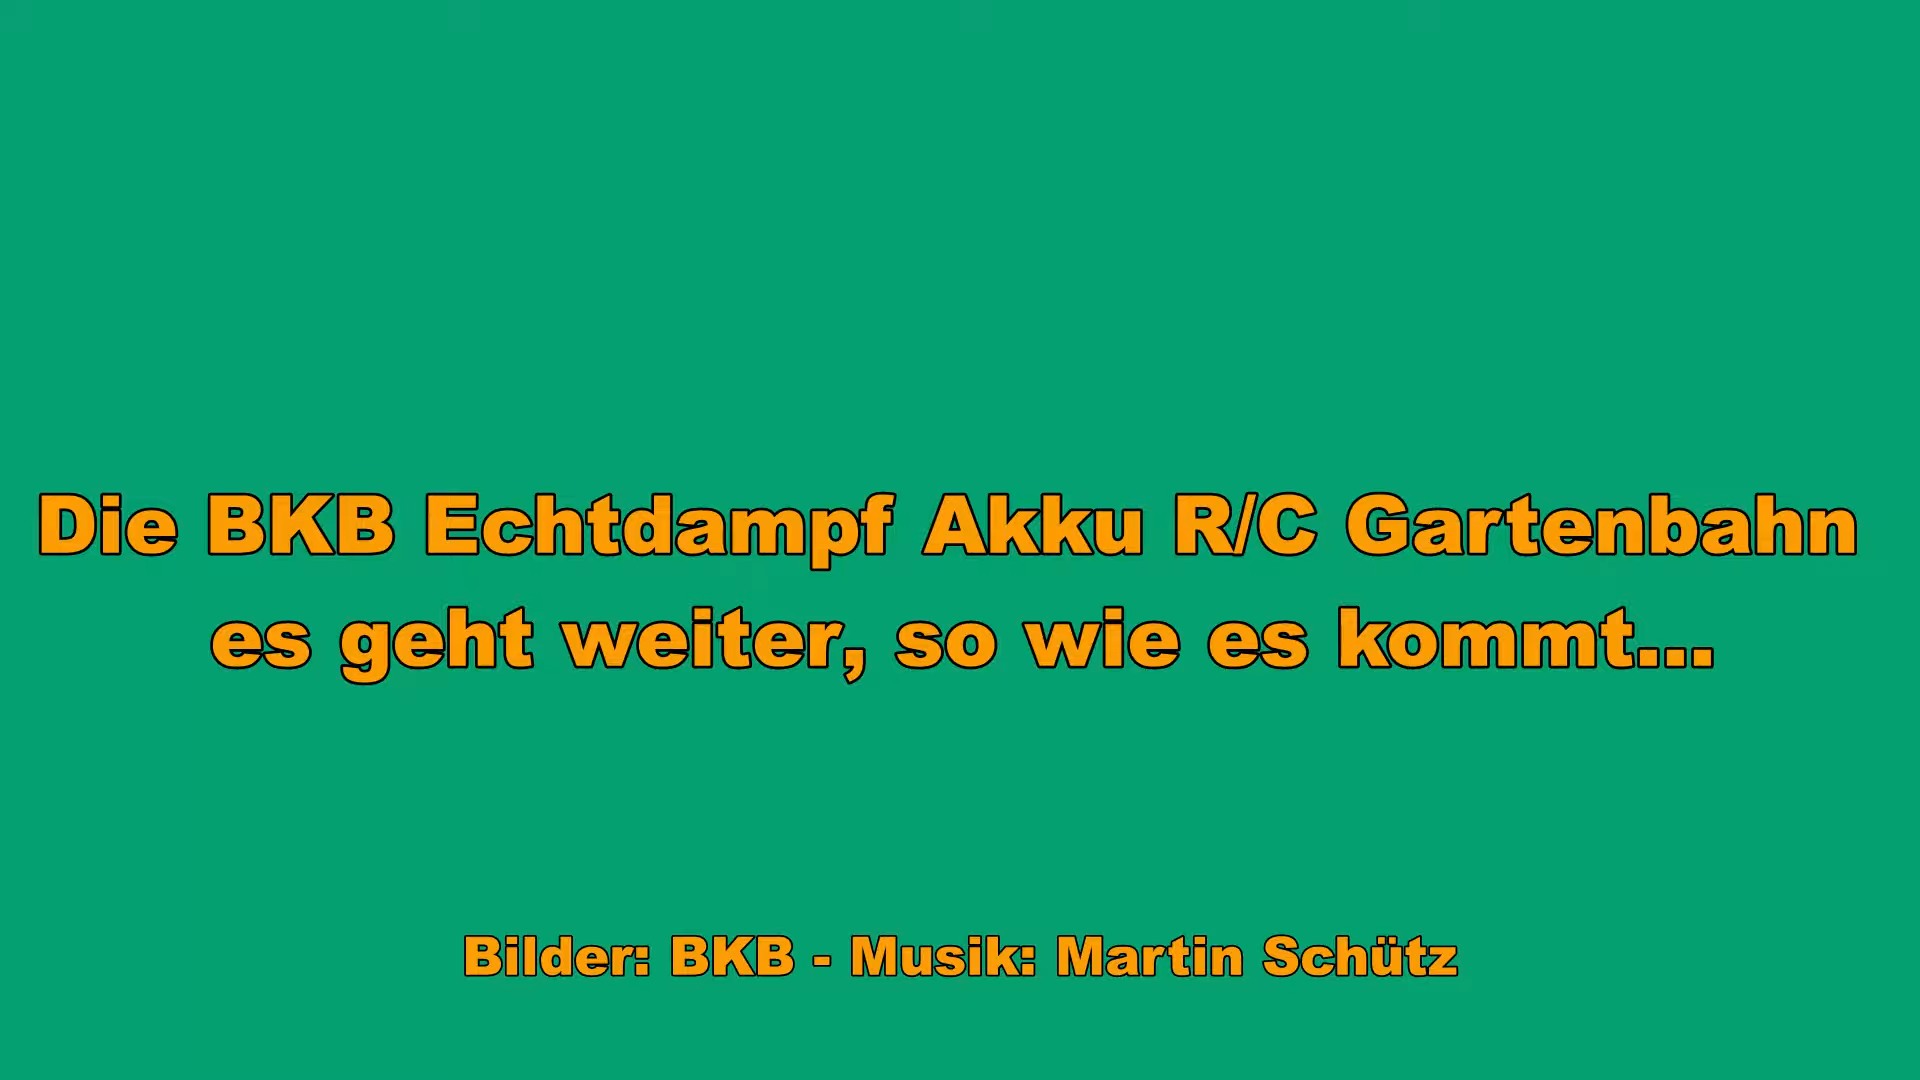 Die BKB Echtdampf Akku R/C Gartenbahn
es geht weiter, so wie es kommt...
Bilder: BKB - Musik: Martin Schütz